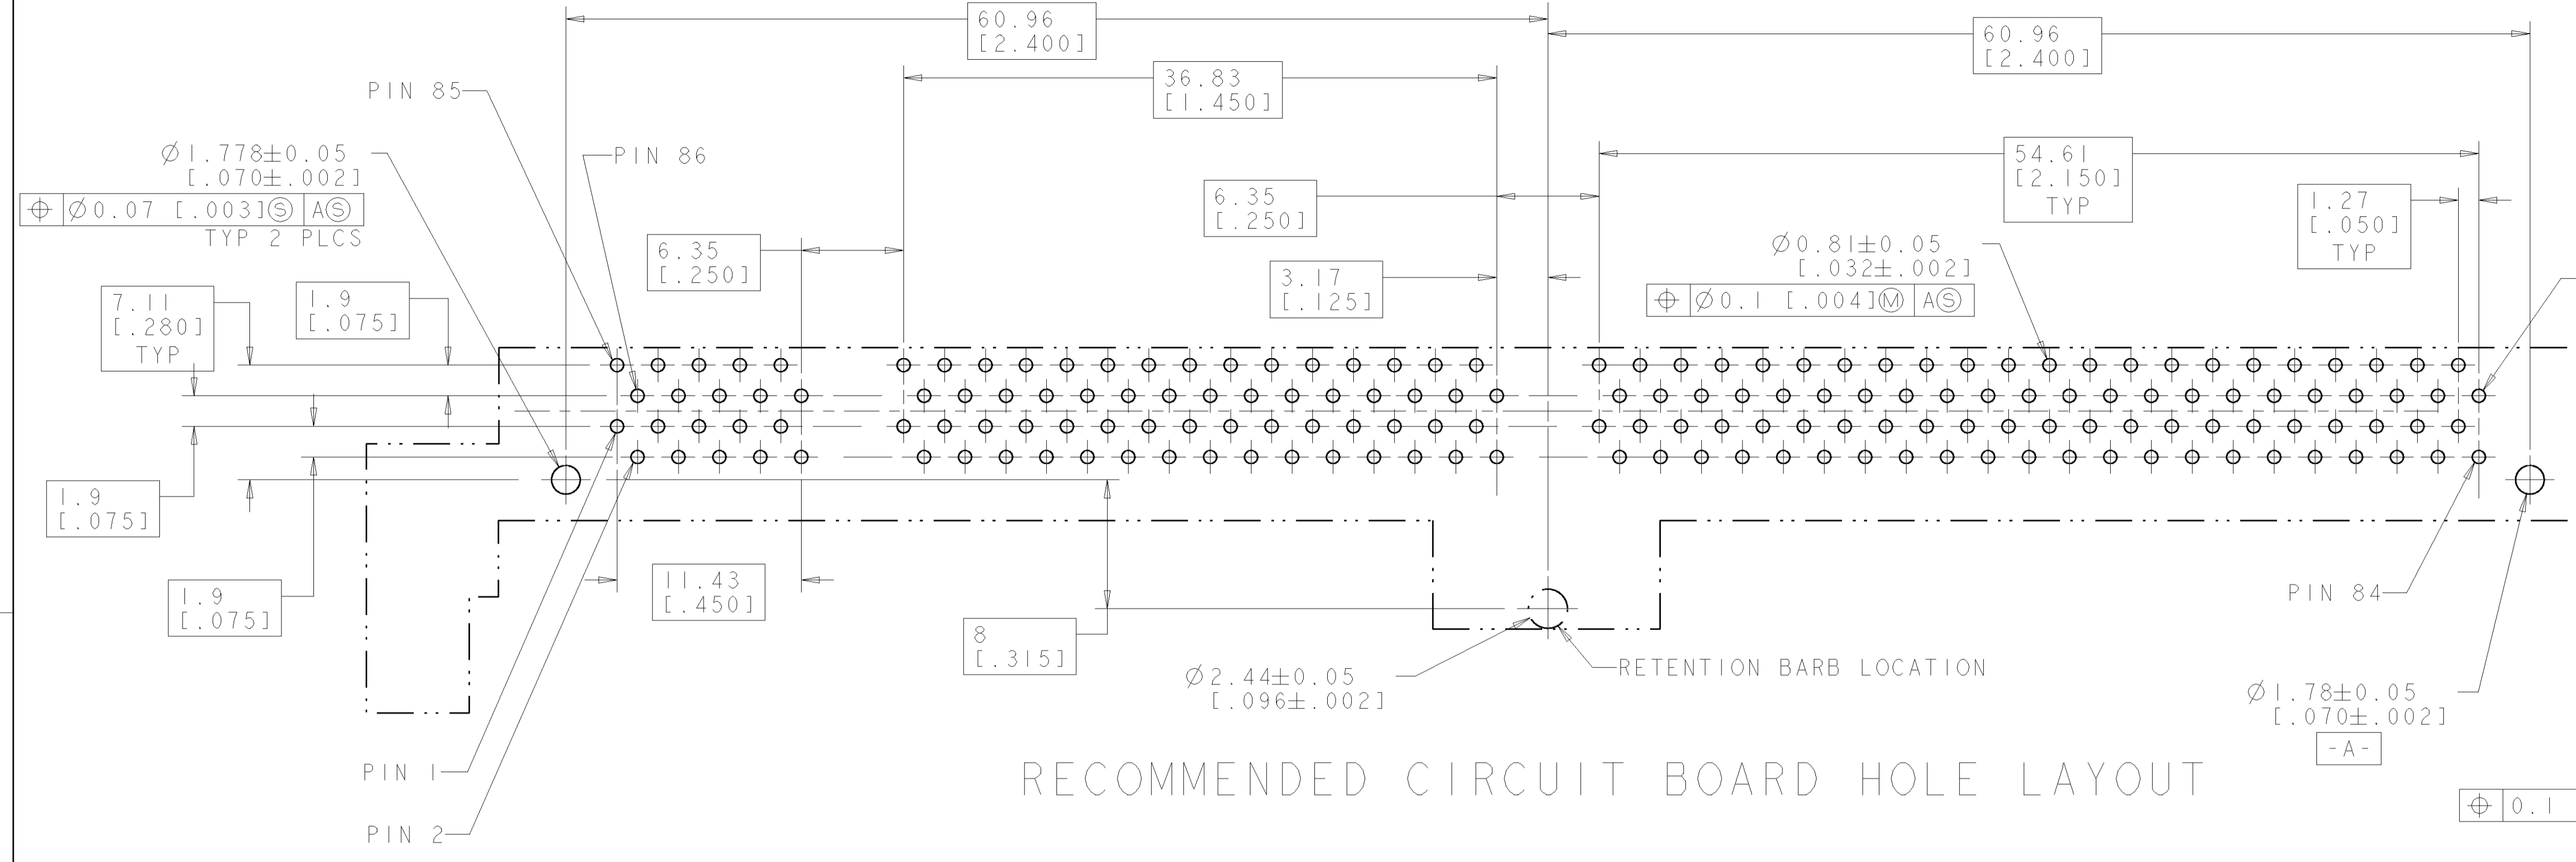 60.96
[2.400]
60.96
[2.400]
36.83
[1.450]
PIN 85
Ø1.778±0.05
[.070±.002]
⌖ Ø0.07 [.003]Ⓢ AⓈ
TYP 2 PLCS
PIN 86
54.61
[2.150]
TYP
6.35
[.250]
1.27
[.050]
TYP
6.35
[.250]
Ø0.81±0.05
[.032±.002]
⌖ Ø0.1 [.004]Ⓜ AⓈ
3.17
[.125]
7.11
[.280]
TYP
1.9
[.075]
1.9
[.075]
1.9
[.075]
11.43
[.450]
8
[.315]
Ø2.44±0.05
[.096±.002]
RETENTION BARB LOCATION
PIN 84
Ø1.78±0.05
[.070±.002]
-A-
PIN 1
PIN 2
RECOMMENDED CIRCUIT BOARD HOLE LAYOUT
⌖ 0.1